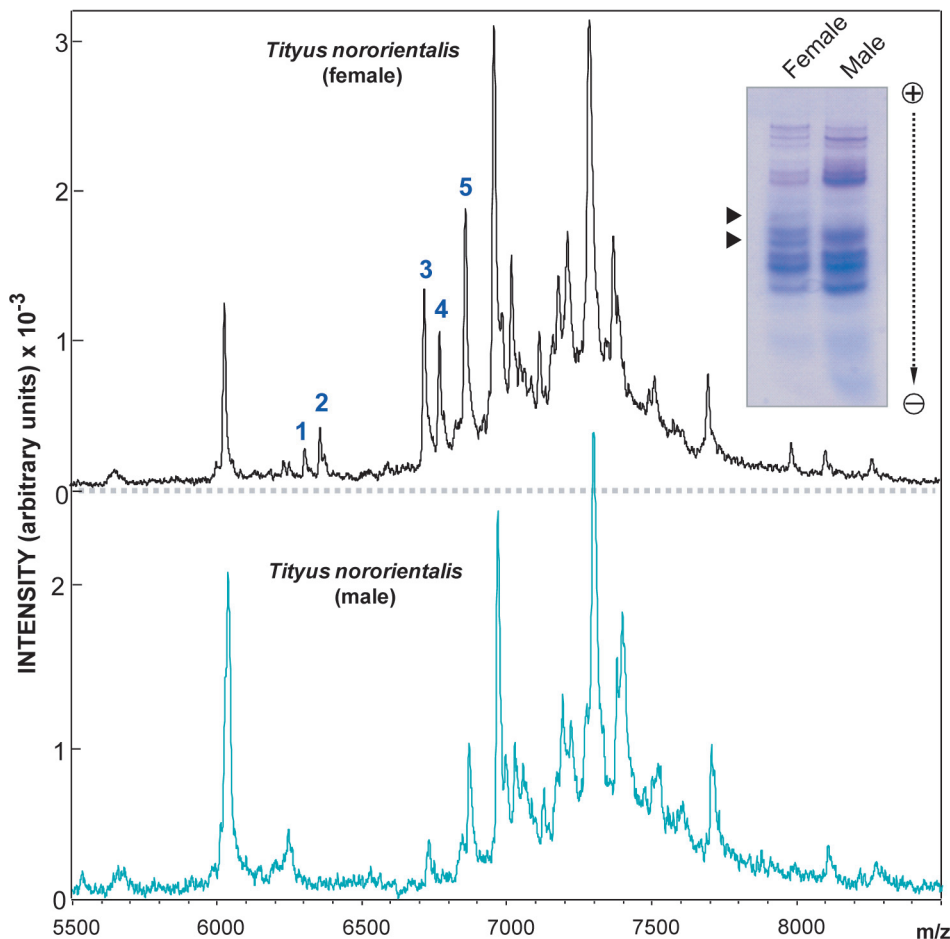 3
2
1
0
2
1
0
INTENSITY (arbitrary units) x 10⁻³
Tityus nororientalis
(female)
1
2
3
4
5
Female
Male
+
−
Tityus nororientalis
(male)
5500 6000 6500 7000 7500 8000 m/z